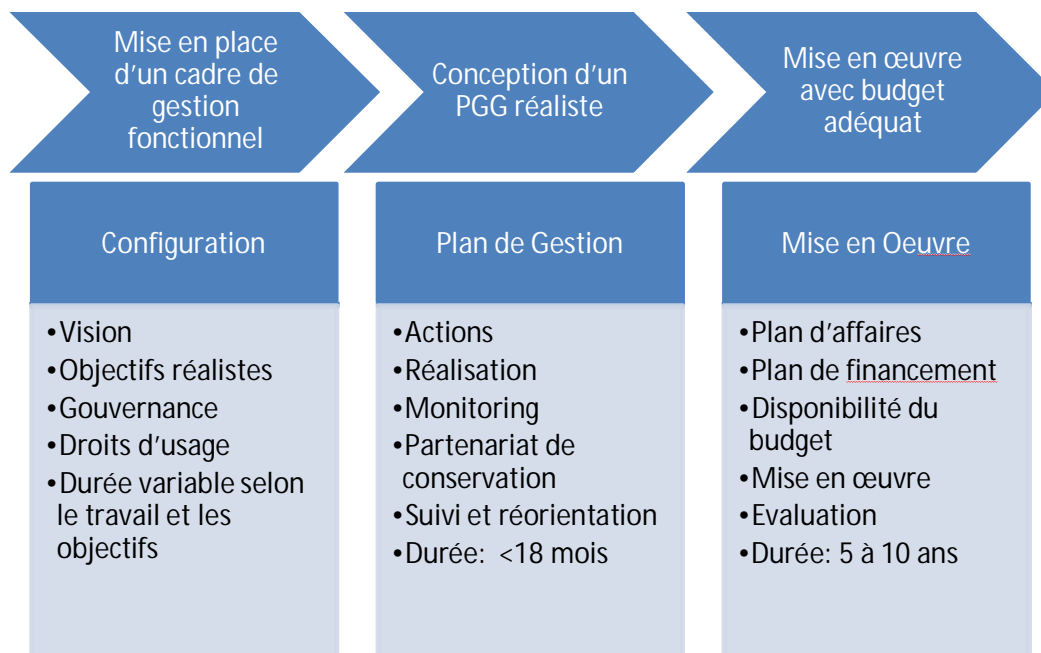 Mise en place
d'un cadre de
gestion
fonctionnel
Conception d'un
PGG réaliste
Mise en œuvre
avec budget
adéquat
Configuration
•Vision
•Objectifs réalistes
•Gouvernance
•Droits d'usage
•Durée variable selon
le travail et les
objectifs
Plan de Gestion
•Actions
•Réalisation
•Monitoring
•Partenariat de
conservation
•Suivi et réorientation
•Durée: <18 mois
Mise en Oeuvre
•Plan d'affaires
•Plan de financement
•Disponibilité du
budget
•Mise en œuvre
•Evaluation
•Durée: 5 à 10 ans